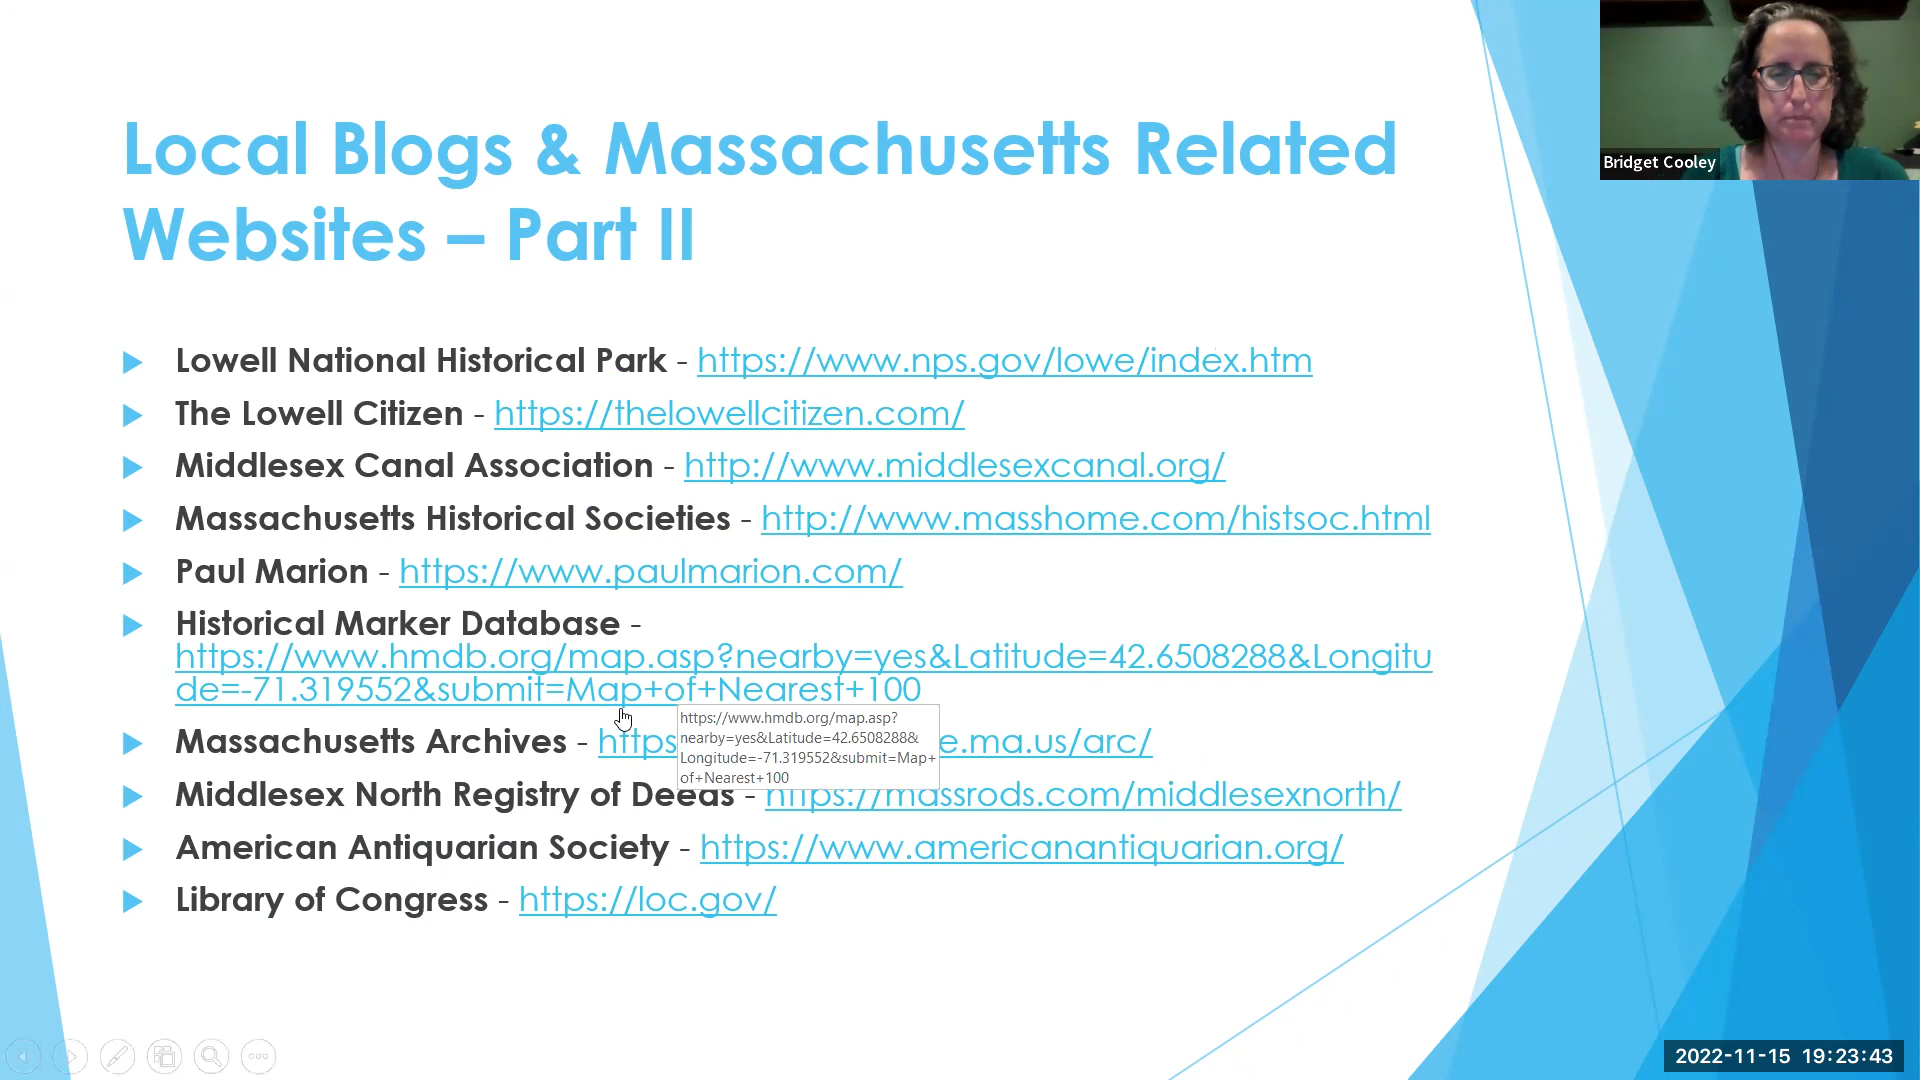 Local Blogs & Massachusetts Related
Websites – Part II
Bridget Cooley
Lowell National Historical Park - https://www.nps.gov/lowe/index.htm
The Lowell Citizen - https://thelowellcitizen.com/
Middlesex Canal Association - http://www.middlesexcanal.org/
Massachusetts Historical Societies - http://www.masshome.com/histsoc.html
Paul Marion - https://www.paulmarion.com/
Historical Marker Database -
https://www.hmdb.org/map.asp?nearby=yes&Latitude=42.6508288&Longitu
de=-71.319552&submit=Map+of+Nearest+100
https://www.hmdb.org/map.asp?
nearby=yes&Latitude=42.6508288&
Longitude=-71.319552&submit=Map+
of+Nearest+100
Massachusetts Archives - https e.ma.us/arc/
Middlesex North Registry of Deeds - https://massrods.com/middlesexnorth/
American Antiquarian Society - https://www.americanantiquarian.org/
Library of Congress - https://loc.gov/
2022-11-15 19:23:43